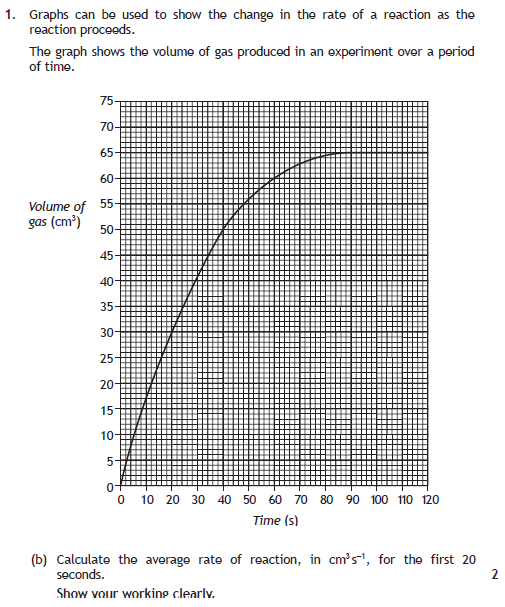 1. Graphs can be used to show the change in the rate of a reaction as the
reaction proceeds.
The graph shows the volume of gas produced in an experiment over a period
of time.
75
70
65
60
Volume of
gas (cm³)
55
50
45
40
35
30
25
20
15
10
5
0
0 10 20 30 40 50 60 70 80 90 100 110 120
Time (s)
(b) Calculate the average rate of reaction, in cm³s⁻¹, for the first 20
seconds.
2
Show your working clearly.